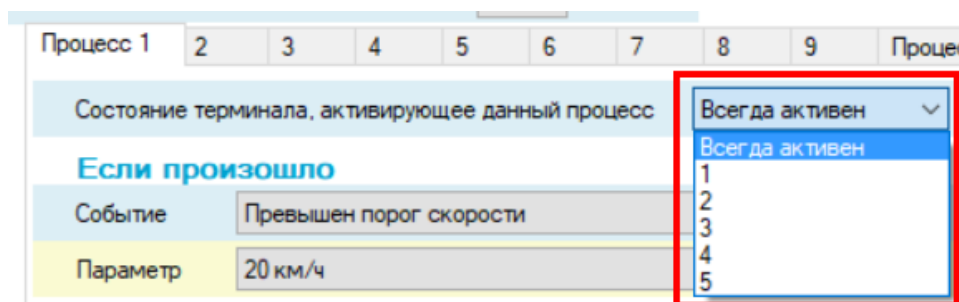 Процесс 1 2 3 4 5 6 7 8 9
Состояние терминала, активирующее данный процесс Всегда активен
Всегда активен
1
2
3
4
5
Если произошло
Событие Превышен порог скорости
Параметр 20 км/ч